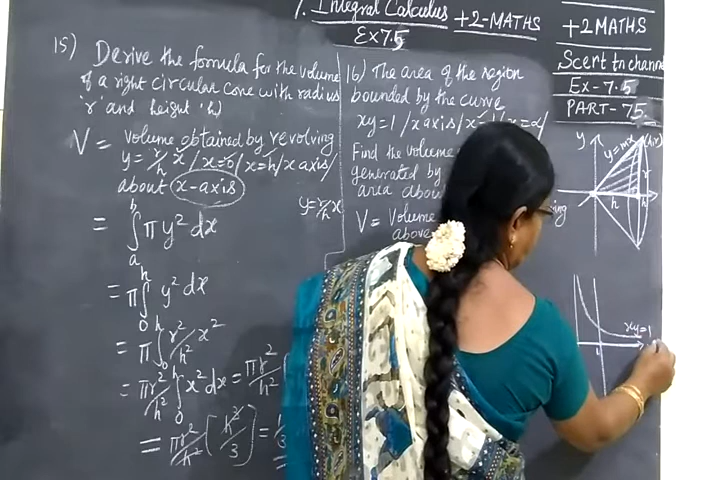 7. Integral Calculus
+2-MATHS
Ex 7.5
+2 MATHS
Scert tn channel
Ex-7.5
PART-75
15) Derive the formula for the volume
of a right circular cone with radius
'r' and height 'h'
V = volume obtained by revolving
y = r/h x / x=0 / x=h / x axis /
about x-axis
y = r/h x
= ∫ₐᵇ π y² dx
= π ∫₀ʰ y² dx
= π ∫₀ʰ r²/h² x²
= πr²/h² ∫₀ʰ x² dx = πr²/h²
= πr²/h² [h³/3] =
16) The area of the region
bounded by the curve
xy=1 / x axis / x=1 / x=∞
Find the volume
generated by
area about
V = Volume
above
y
y=mx
(h,r)
r
h
xy=1
1